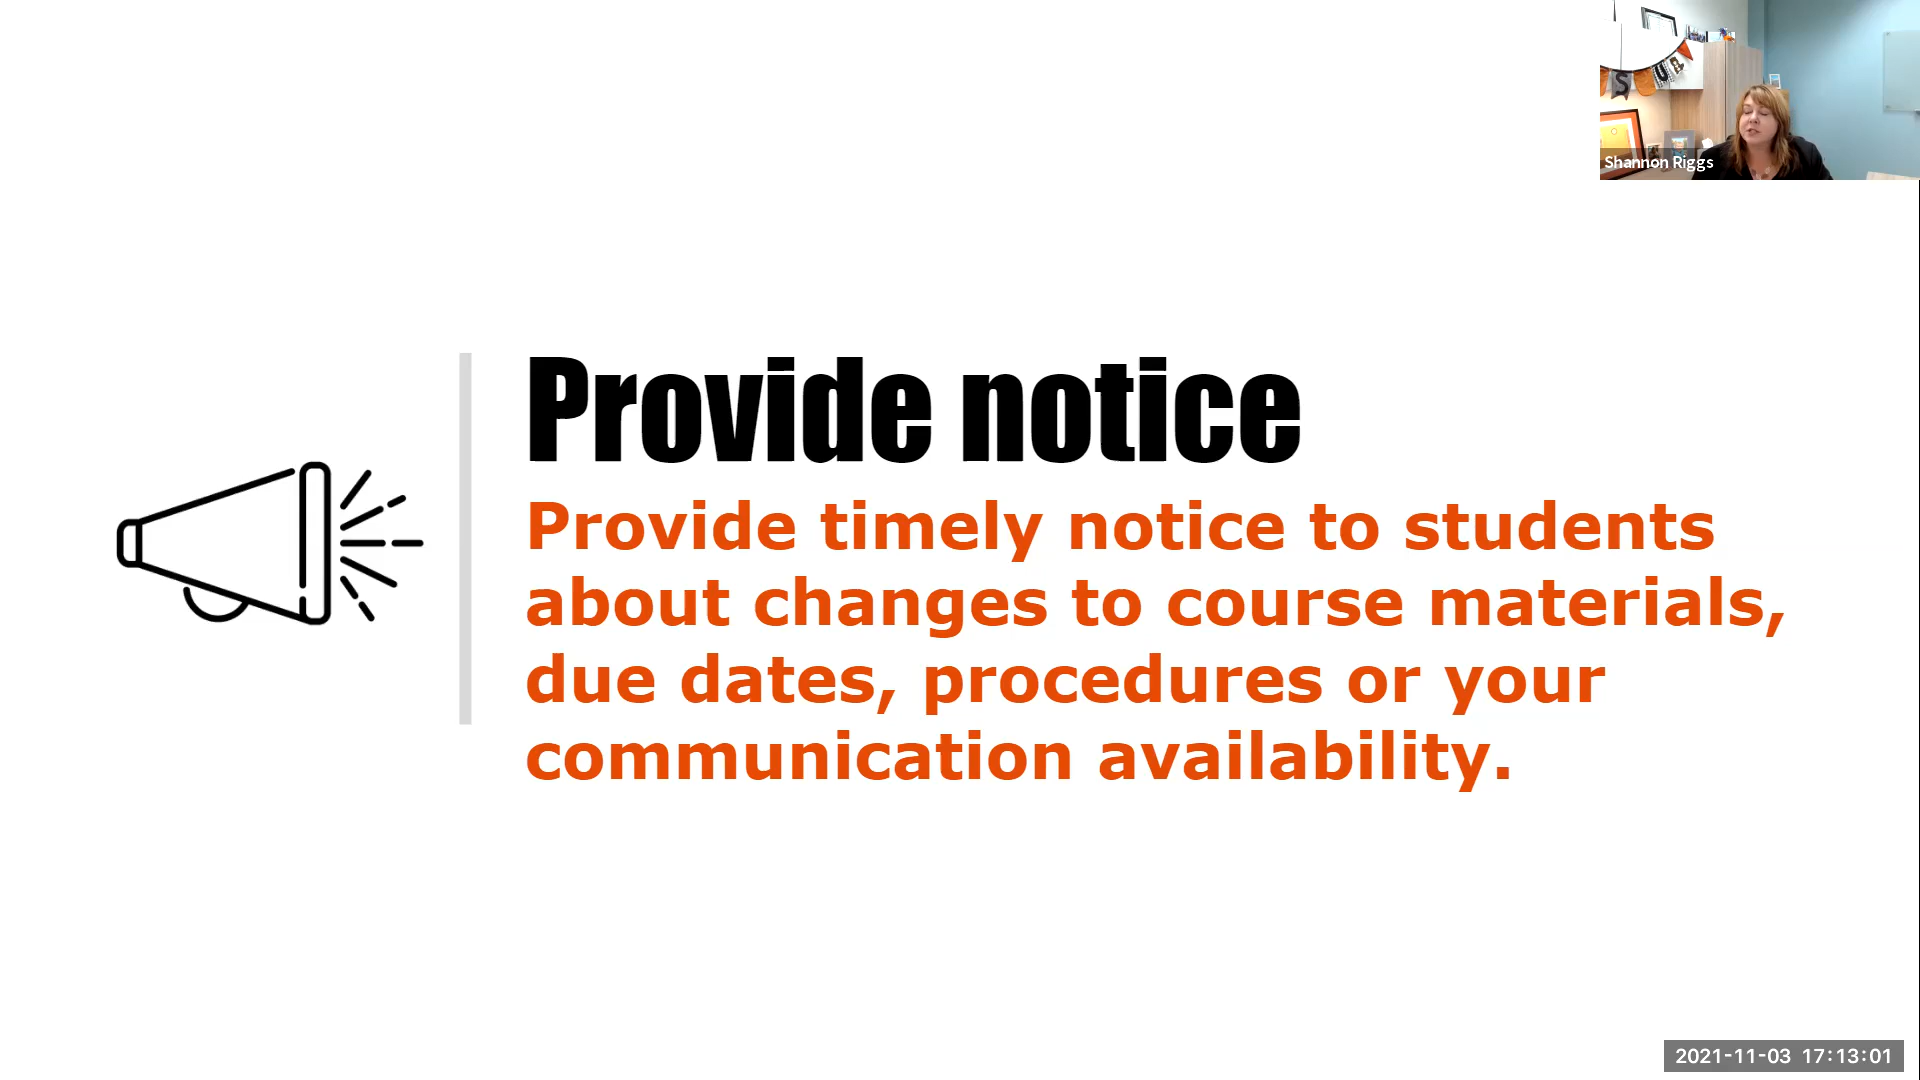 Shannon Riggs
Provide notice
Provide timely notice to students
about changes to course materials,
due dates, procedures or your
communication availability.
2021-11-03 17:13:01